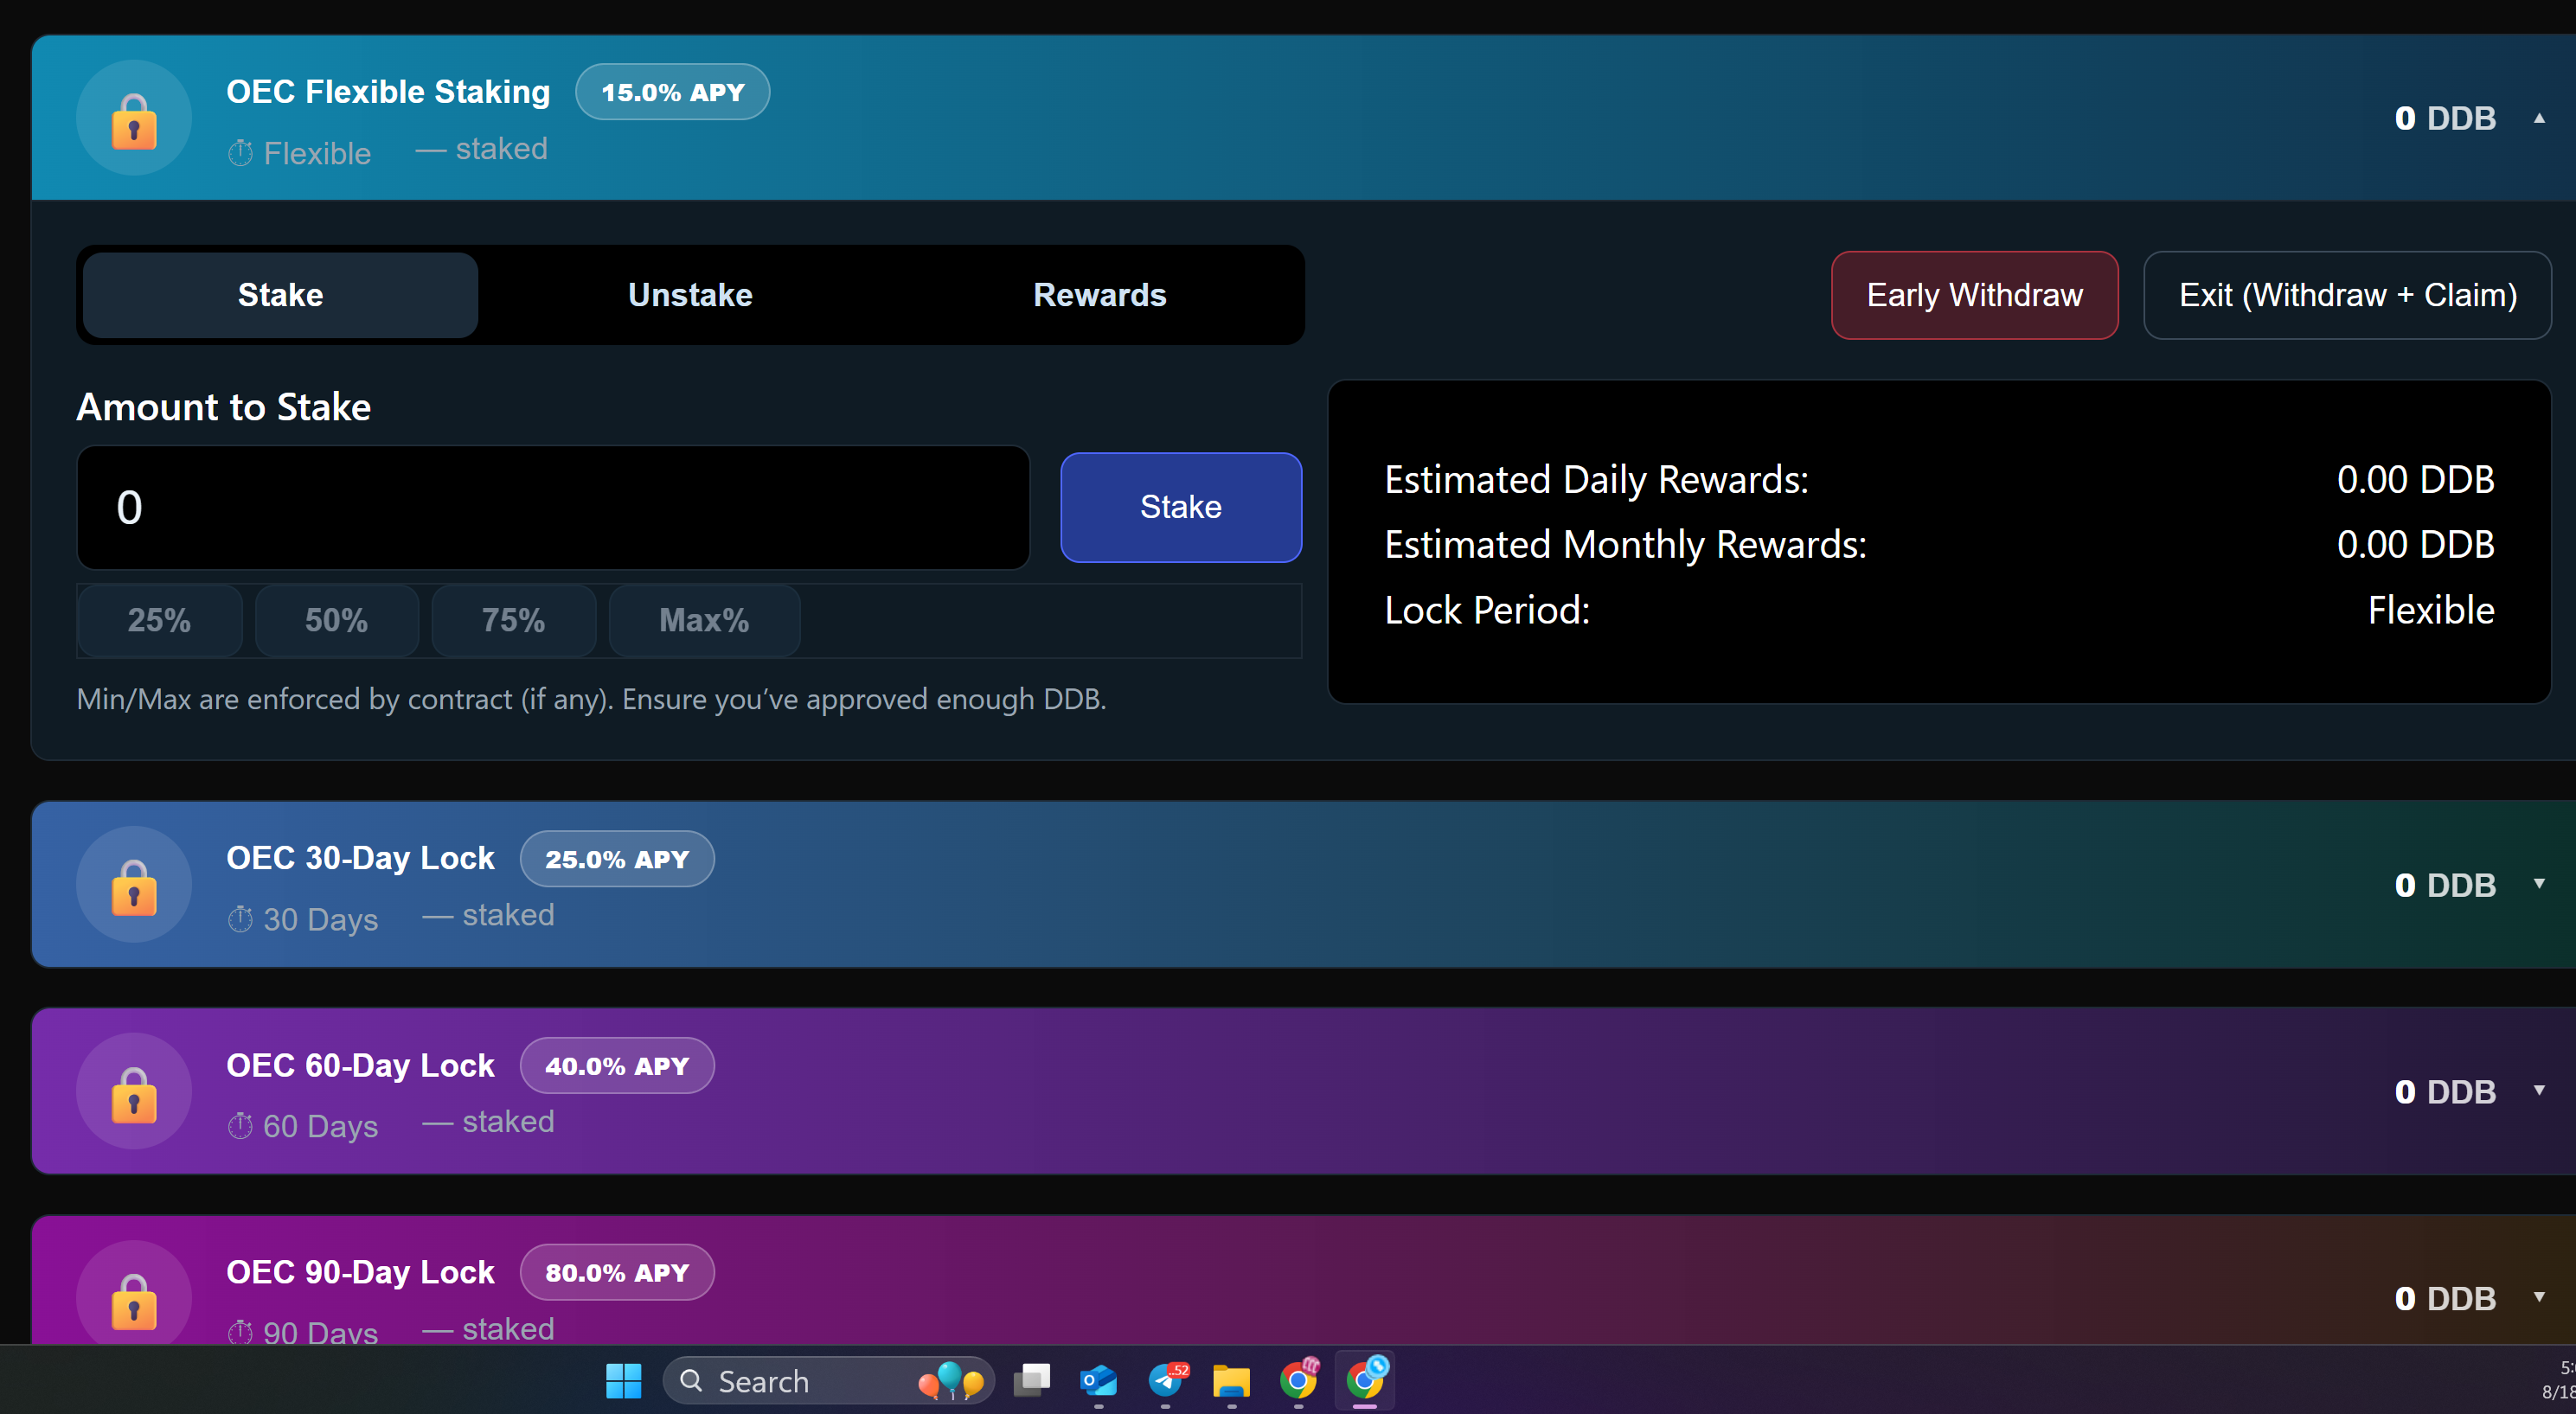 OEC Flexible Staking 15.0% APY
Flexible — staked
0 DDB
Stake Unstake Rewards
Early Withdraw Exit (Withdraw + Claim)
Amount to Stake
0
Stake
25% 50% 75% Max%
Min/Max are enforced by contract (if any). Ensure you’ve approved enough DDB.
Estimated Daily Rewards: 0.00 DDB
Estimated Monthly Rewards: 0.00 DDB
Lock Period: Flexible
OEC 30-Day Lock 25.0% APY
30 Days — staked
0 DDB
OEC 60-Day Lock 40.0% APY
60 Days — staked
0 DDB
OEC 90-Day Lock 80.0% APY
90 Days — staked
0 DDB
Search
.52